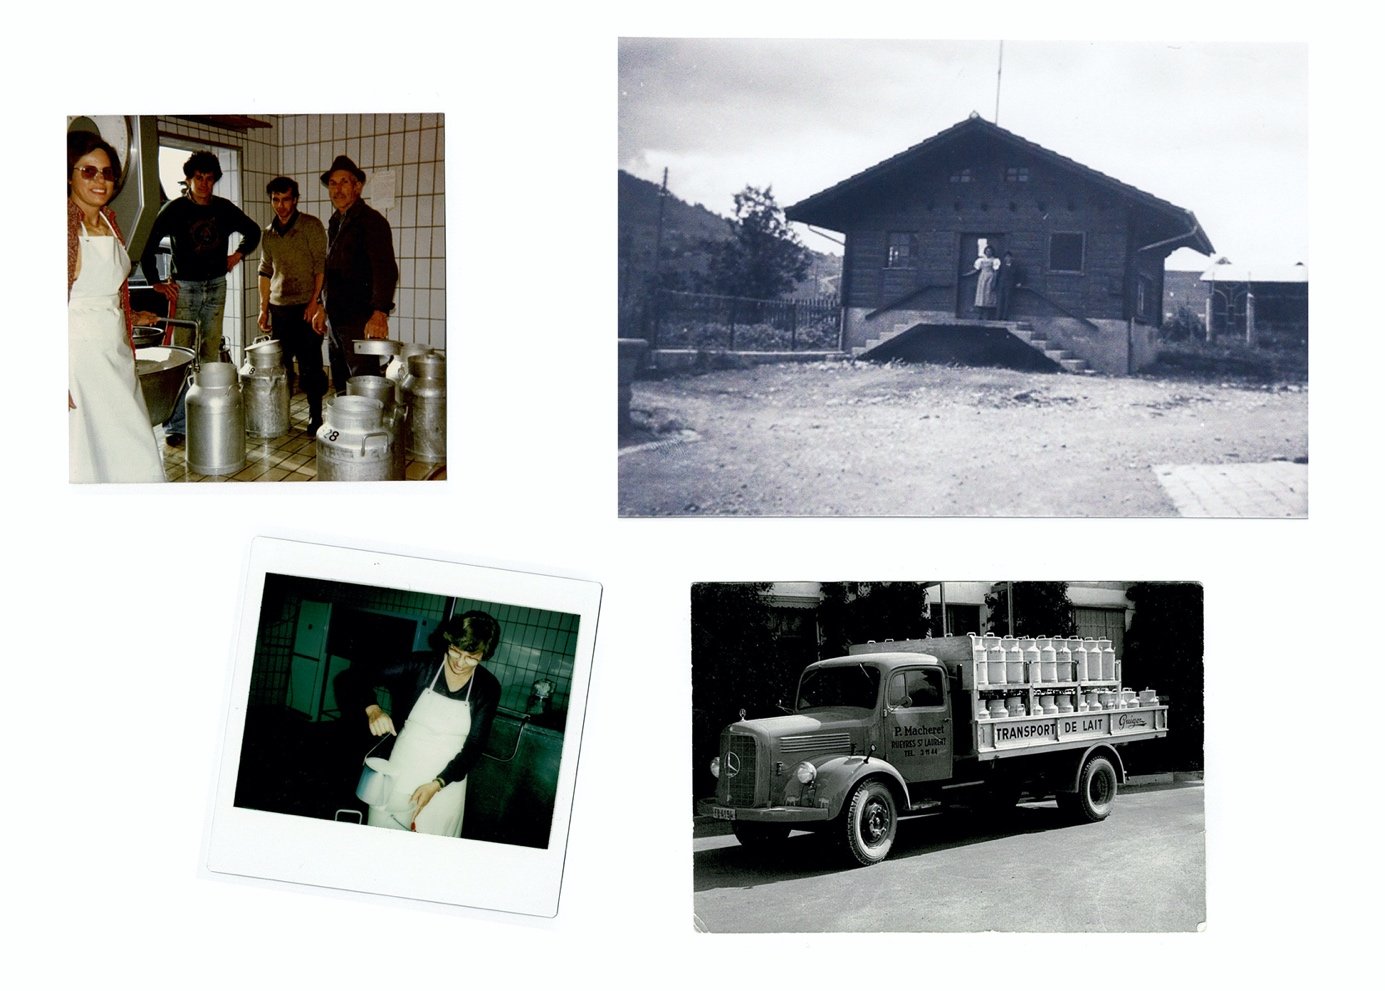 28
P. Macheret
RUEYRES ST LAURENT
TEL. 3 11 44
TRANSPORT DE LAIT